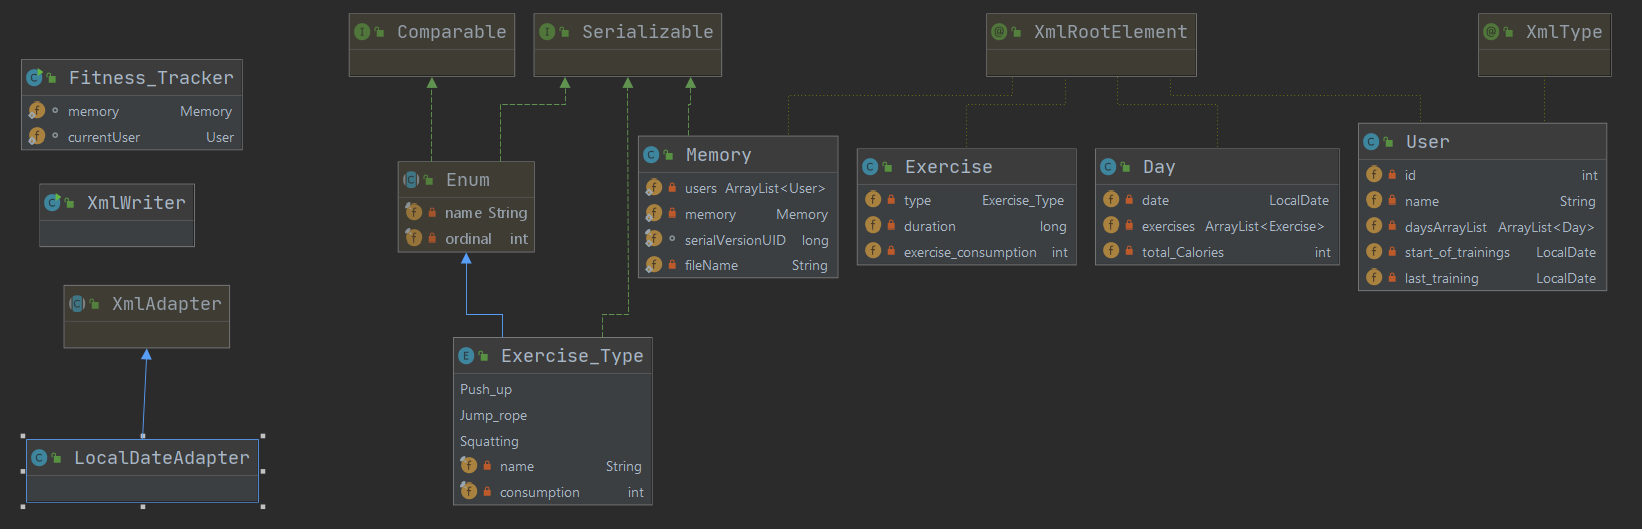 Comparable
Serializable
XmlRootElement
XmlType
Fitness_Tracker
memory Memory
currentUser User
XmlWriter
XmlAdapter
LocalDateAdapter
Enum
name String
ordinal int
Exercise_Type
Push_up
Jump_rope
Squatting
name String
consumption int
Memory
users ArrayList<User>
memory Memory
serialVersionUID long
fileName String
Exercise
type Exercise_Type
duration long
exercise_consumption int
Day
date LocalDate
exercises ArrayList<Exercise>
total_Calories int
User
id int
name String
daysArrayList ArrayList<Day>
start_of_trainings LocalDate
last_training LocalDate